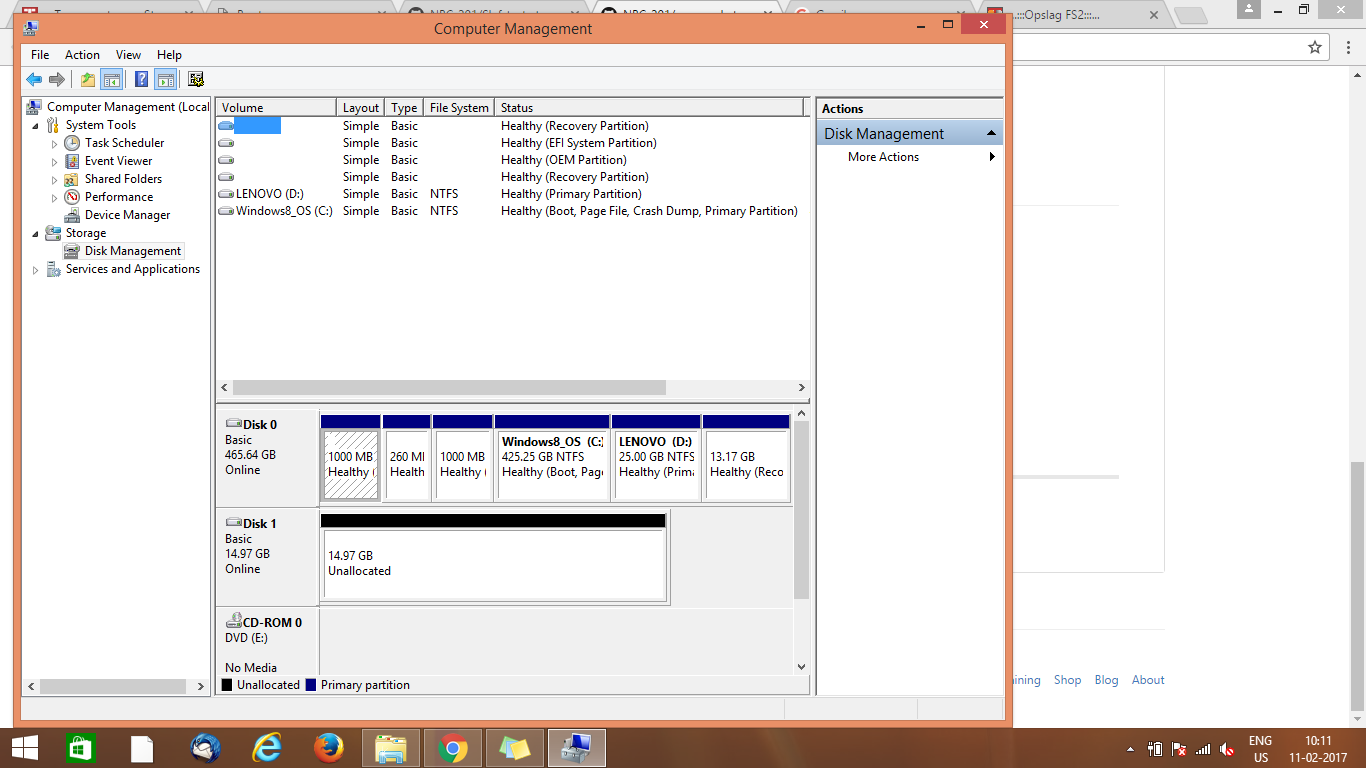 :::Opslag FS2:::...
Computer Management
File Action View Help
Computer Management (Local
System Tools
Task Scheduler
Event Viewer
Shared Folders
Performance
Device Manager
Storage
Disk Management
Services and Applications
Volume Layout Type File System Status
Simple Basic Healthy (Recovery Partition)
Simple Basic Healthy (EFI System Partition)
Simple Basic Healthy (OEM Partition)
Simple Basic Healthy (Recovery Partition)
LENOVO (D:) Simple Basic NTFS Healthy (Primary Partition)
Windows8_OS (C:) Simple Basic NTFS Healthy (Boot, Page File, Crash Dump, Primary Partition)
Actions
Disk Management
More Actions
Disk 0
Basic
465.64 GB
Online
1000 MB
Healthy (
260 MI
Health
1000 MB
Healthy (
Windows8_OS (C:
425.25 GB NTFS
Healthy (Boot, Pag
LENOVO (D:)
25.00 GB NTFS
Healthy (Prim
13.17 GB
Healthy (Reco
Disk 1
Basic
14.97 GB
Online
14.97 GB
Unallocated
CD-ROM 0
DVD (E:)
No Media
Unallocated Primary partition
ining Shop Blog About
ENG
US
10:11
11-02-2017